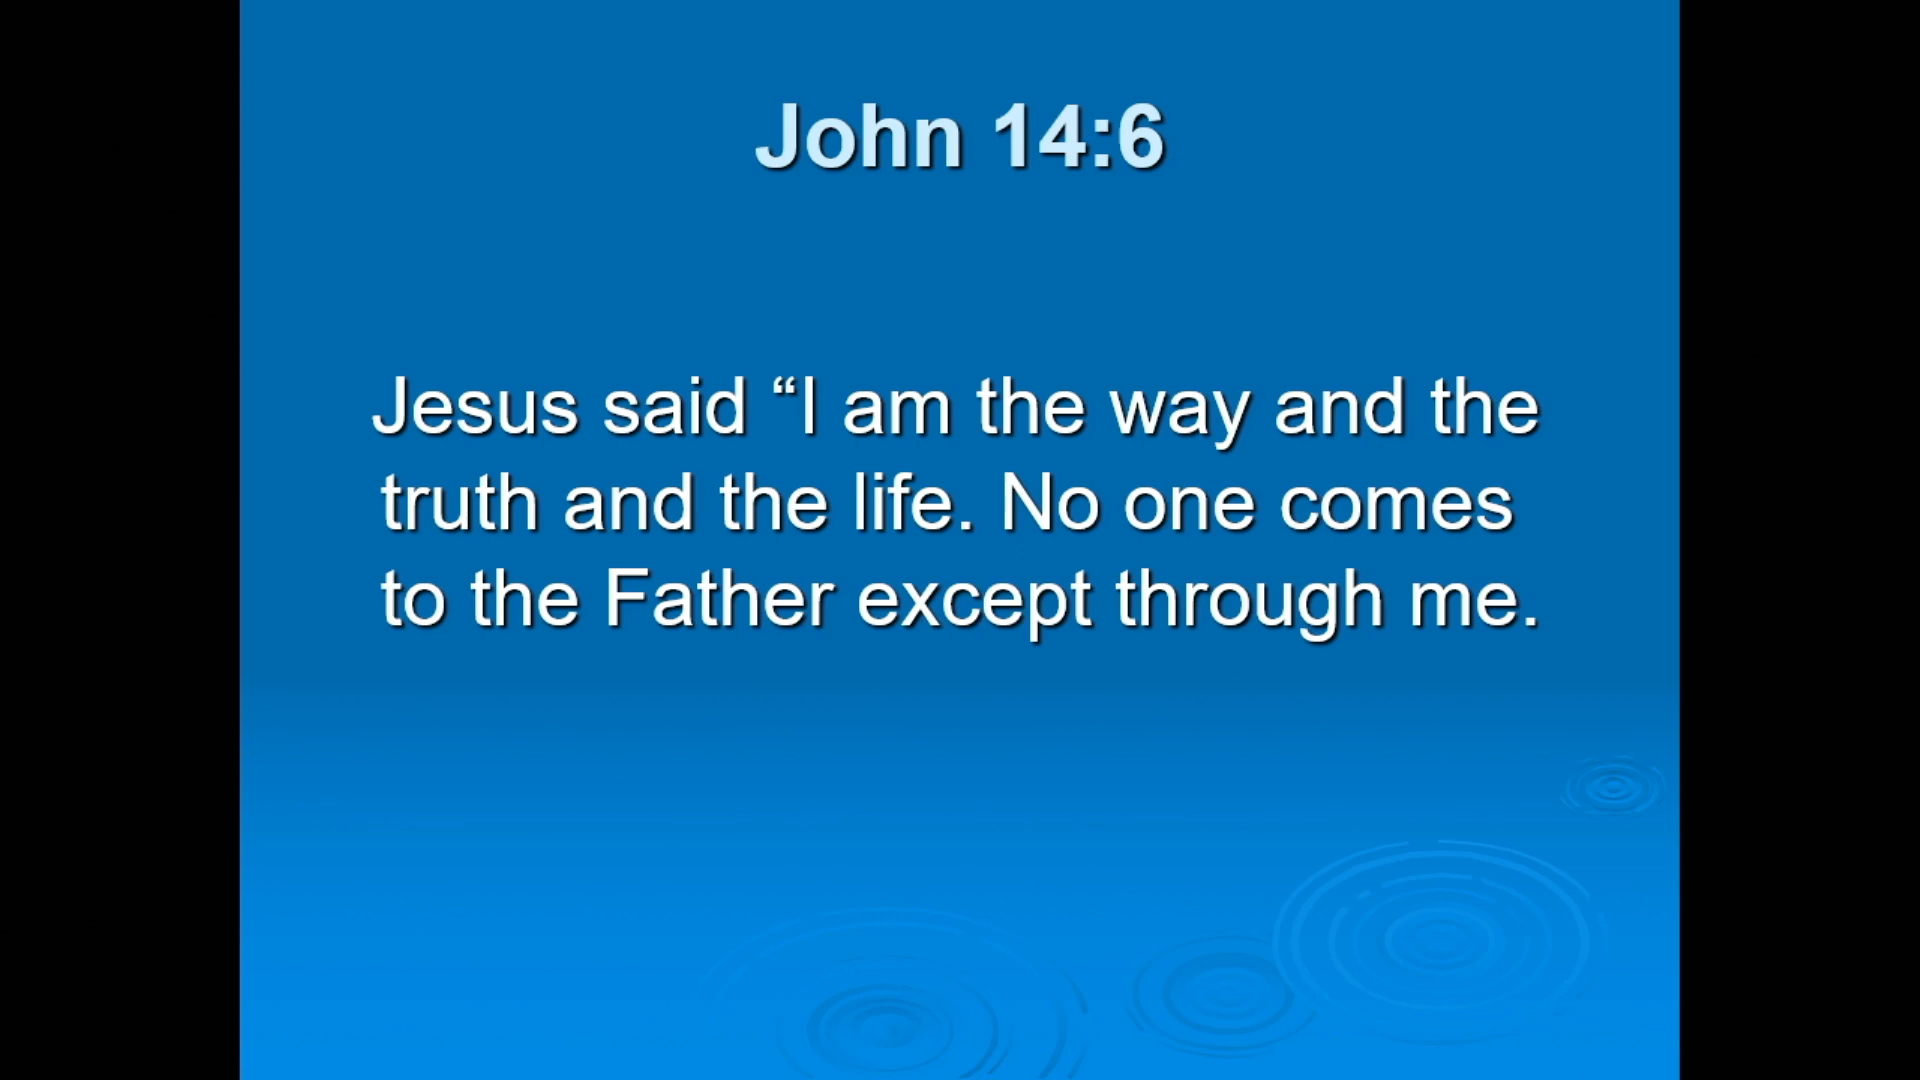 John 14:6
Jesus said “I am the way and the
truth and the life. No one comes
to the Father except through me.